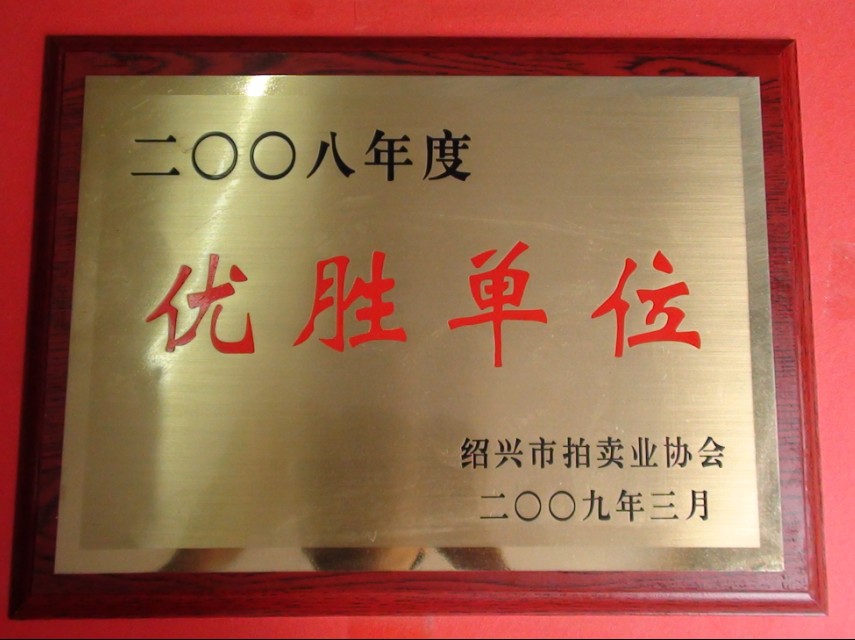 二〇〇八年度
优胜单位
绍兴市拍卖业协会
二〇〇九年三月